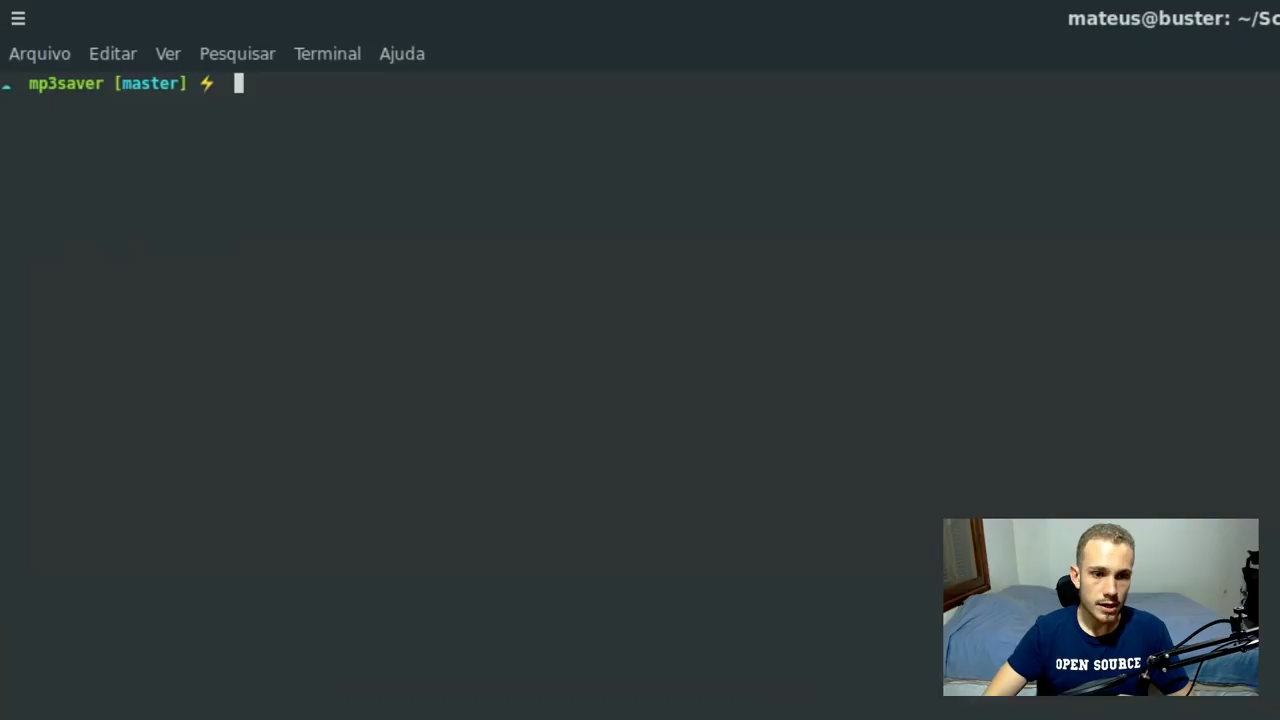 mateus@buster: ~/Sc
Arquivo Editar Ver Pesquisar Terminal Ajuda
mp3saver [master] ⚡
OPEN SOURCE